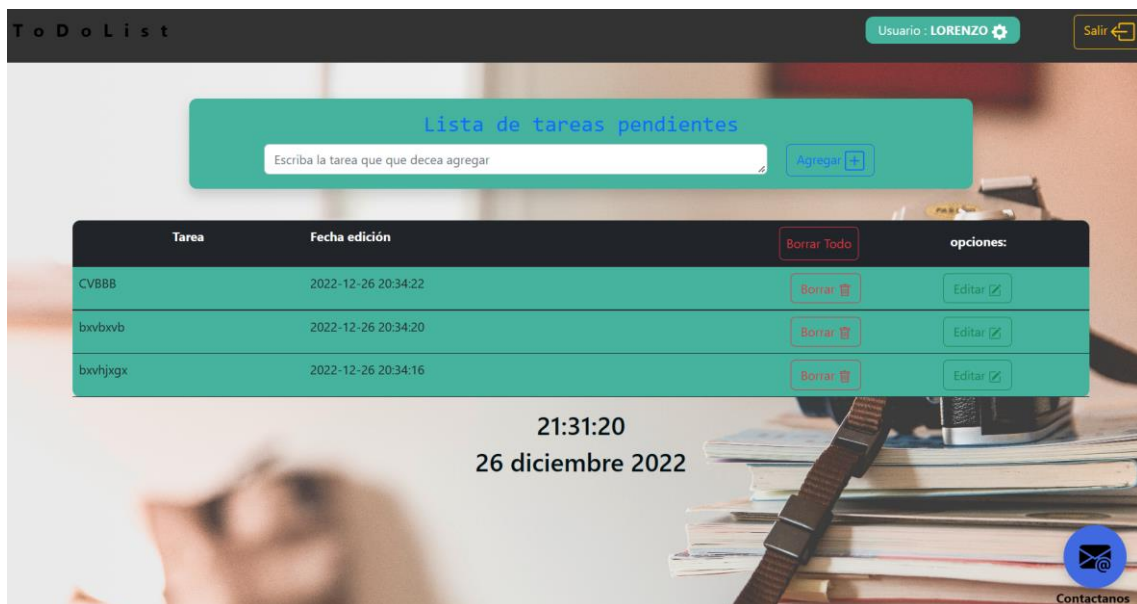 ToDoList
Usuario : LORENZO
Salir
Lista de tareas pendientes
Escriba la tarea que que decea agregar
Agregar
Tarea Fecha edición Borrar Todo opciones:
CVBBB 2022-12-26 20:34:22 Borrar Editar
bxvbxvb 2022-12-26 20:34:20 Borrar Editar
bxvhjxgx 2022-12-26 20:34:16 Borrar Editar
21:31:20
26 diciembre 2022
Contactanos